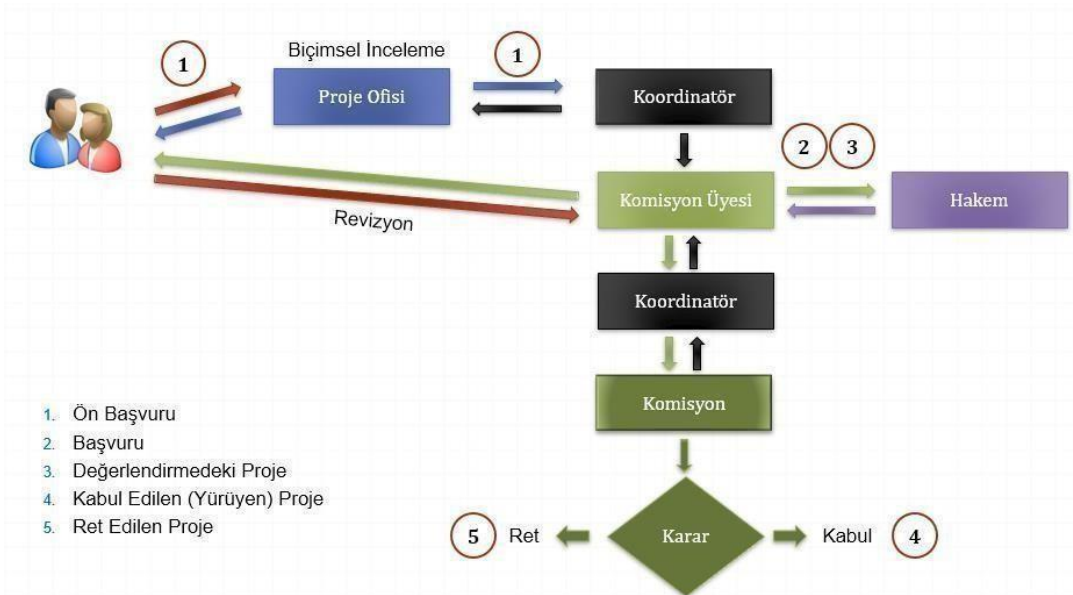 Biçimsel İnceleme
1
1
Proje Ofisi
Koordinatör
2
3
Komisyon Üyesi
Hakem
Revizyon
Koordinatör
Komisyon
1. Ön Başvuru
2. Başvuru
3. Değerlendirmedeki Proje
4. Kabul Edilen (Yürüyen) Proje
5. Ret Edilen Proje
5
Ret
Karar
Kabul
4